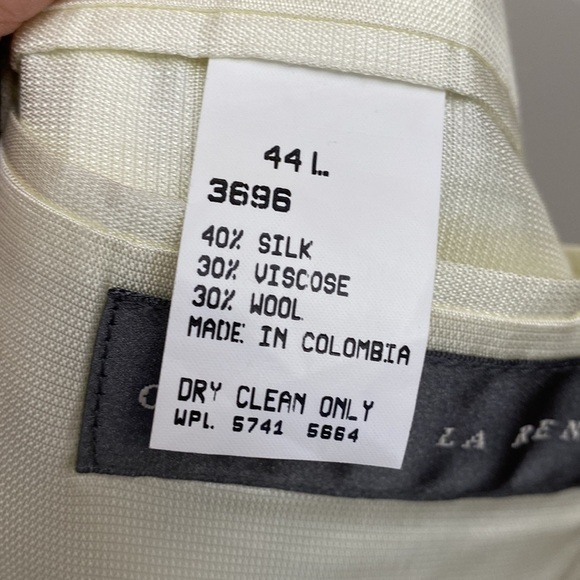 44 L.
3696
40% SILK
30% VISCOSE
30% WOOL
MADE IN COLOMBIA
DRY CLEAN ONLY
WPL. 5741 5664
LA REN